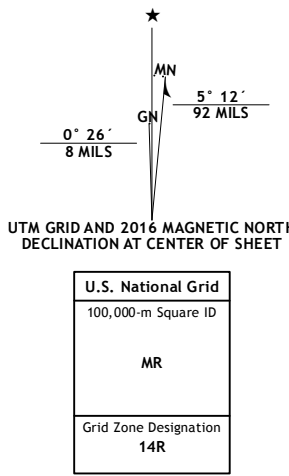 MN
GN
5° 12´
92 MILS
0° 26´
8 MILS
UTM GRID AND 2016 MAGNETIC NORTH
DECLINATION AT CENTER OF SHEET
U.S. National Grid
100,000-m Square ID
MR
Grid Zone Designation
14R